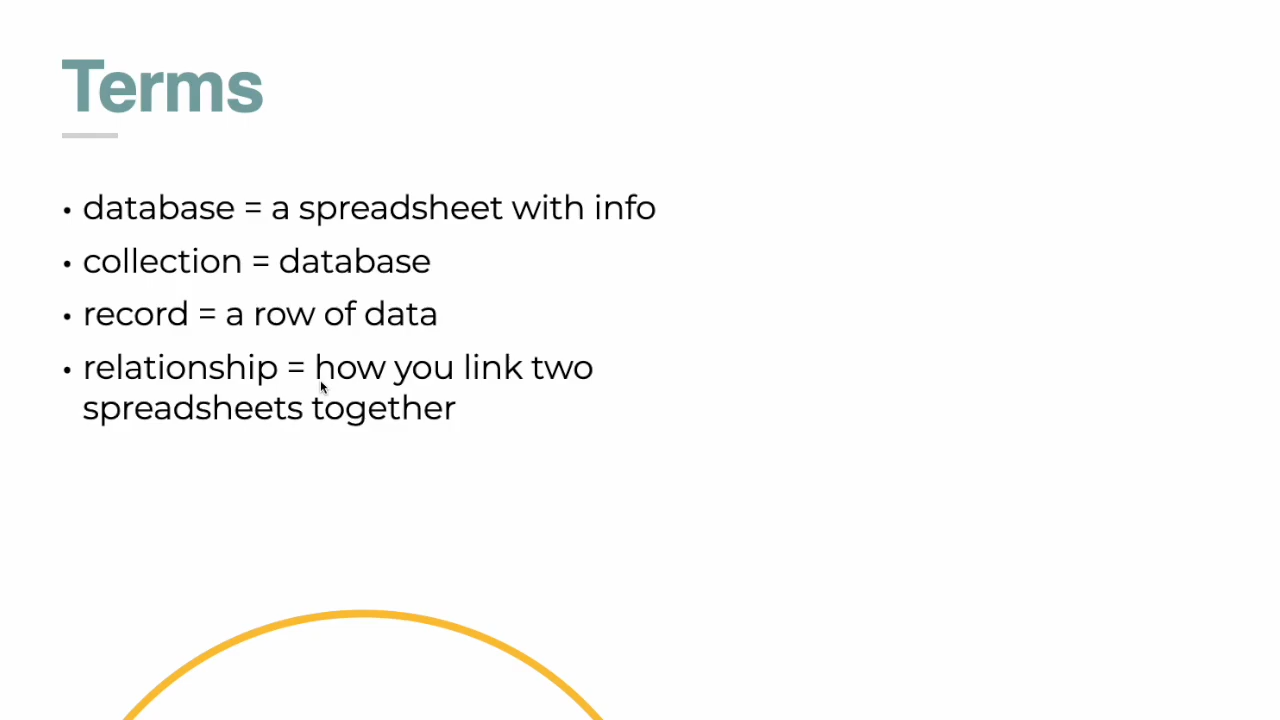 Terms
• database = a spreadsheet with info
• collection = database
• record = a row of data
• relationship = how you link two
spreadsheets together